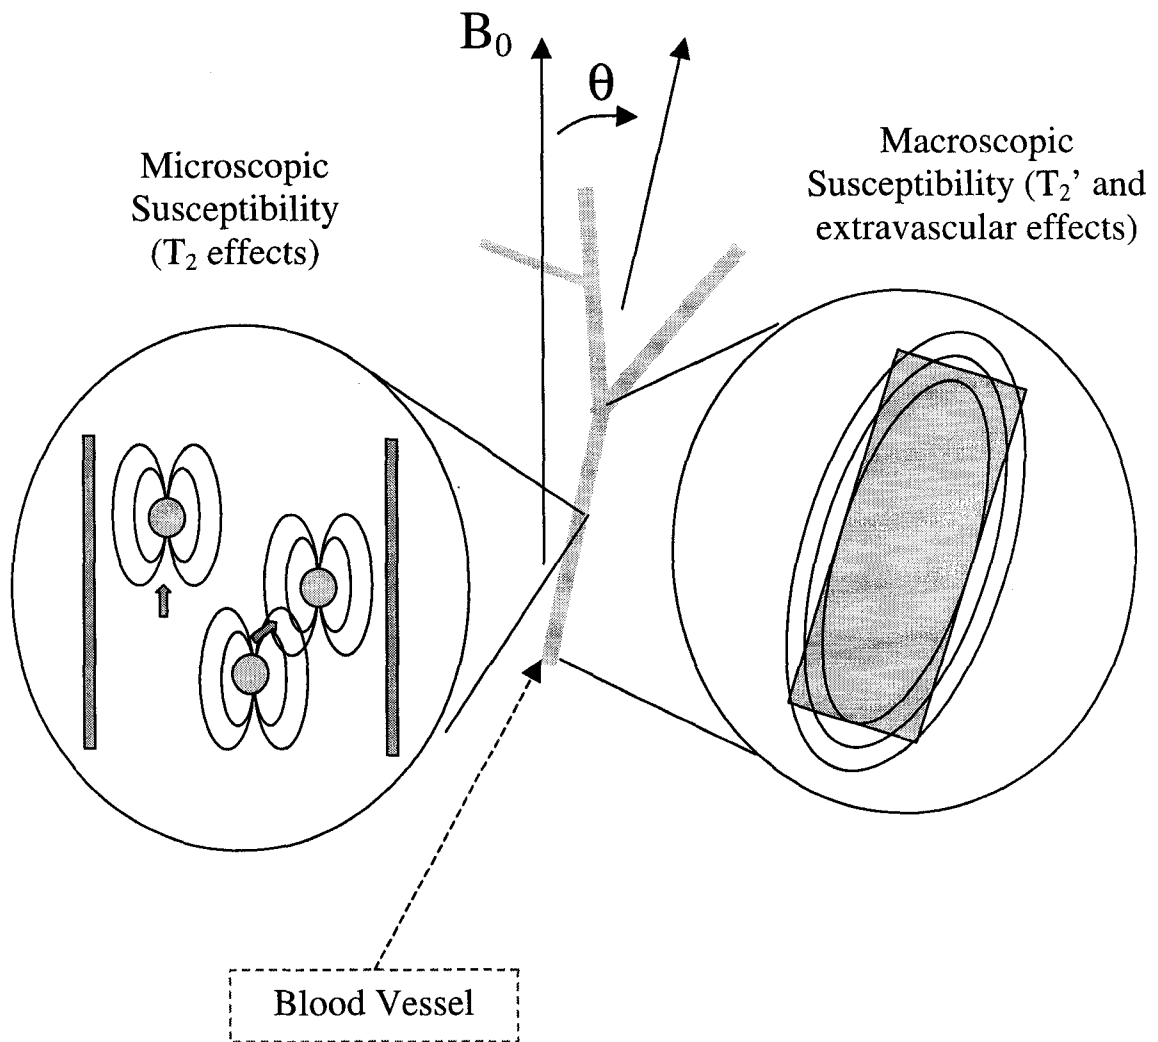 B₀
θ
Microscopic
Susceptibility
(T₂ effects)
Macroscopic
Susceptibility (T₂’ and
extravascular effects)
Blood Vessel